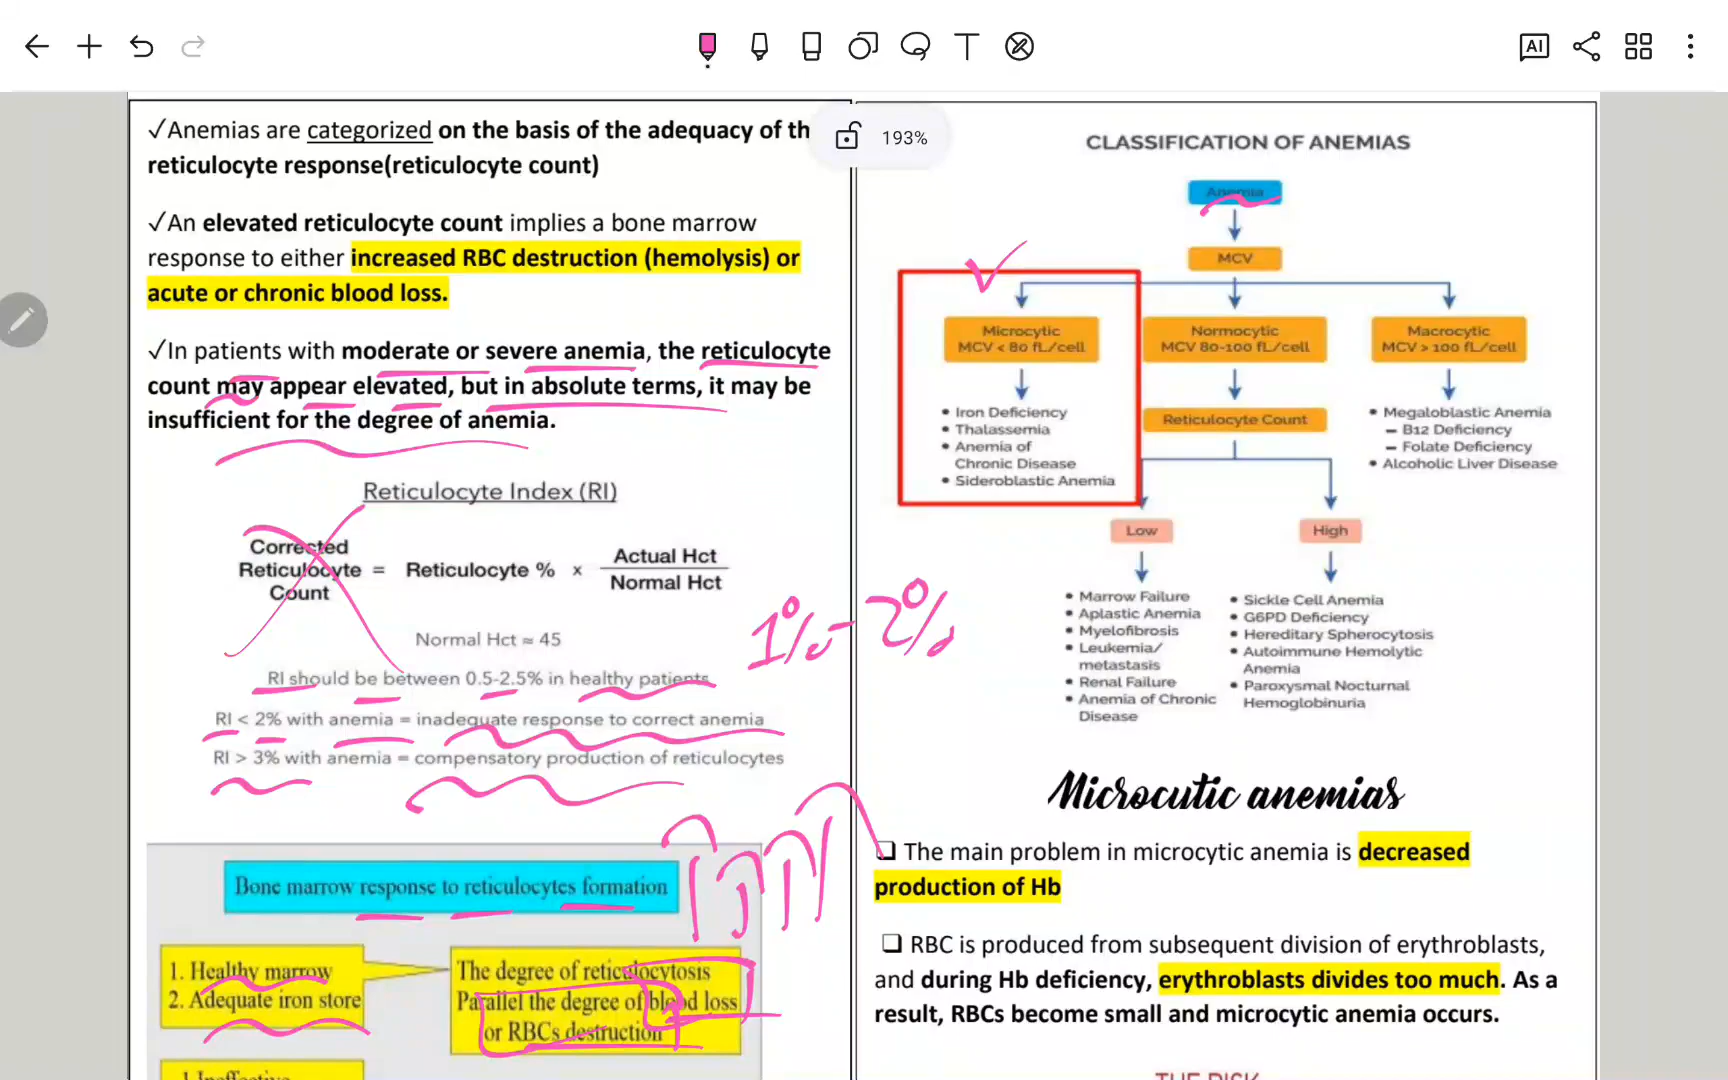 AI
193%
✓Anemias are categorized on the basis of the adequacy of th
reticulocyte response(reticulocyte count)
✓An elevated reticulocyte count implies a bone marrow
response to either increased RBC destruction (hemolysis) or
acute or chronic blood loss.
✓In patients with moderate or severe anemia, the reticulocyte
count may appear elevated, but in absolute terms, it may be
insufficient for the degree of anemia.
Reticulocyte Index (RI)
Corrected
Reticulocyte
Count
= Reticulocyte % ×
Actual Hct
Normal Hct
Normal Hct ≈ 45
1% - 2%
RI should be between 0.5-2.5% in healthy patients
RI < 2% with anemia = inadequate response to correct anemia
RI > 3% with anemia = compensatory production of reticulocytes
Bone marrow response to reticulocytes formation
1. Healthy marrow
2. Adequate iron store
The degree of reticulocytosis
Parallel the degree of blood loss
or RBCs destruction
1.Ineffective
CLASSIFICATION OF ANEMIAS
Anemia
MCV
Microcytic
MCV < 80 fL/cell
Normocytic
MCV 80-100 fL/cell
Macrocytic
MCV > 100 fL/cell
• Iron Deficiency
• Thalassemia
• Anemia of
Chronic Disease
• Sideroblastic Anemia
Reticulocyte Count
• Megaloblastic Anemia
– B12 Deficiency
– Folate Deficiency
• Alcoholic Liver Disease
Low
High
• Marrow Failure
• Aplastic Anemia
• Myelofibrosis
• Leukemia/
metastasis
• Renal Failure
• Anemia of Chronic
Disease
• Sickle Cell Anemia
• G6PD Deficiency
• Hereditary Spherocytosis
• Autoimmune Hemolytic
Anemia
• Paroxysmal Nocturnal
Hemoglobinuria
Microcutic anemias
❑ The main problem in microcytic anemia is decreased
production of Hb
❑ RBC is produced from subsequent division of erythroblasts,
and during Hb deficiency, erythroblasts divides too much. As a
result, RBCs become small and microcytic anemia occurs.
THE RISK